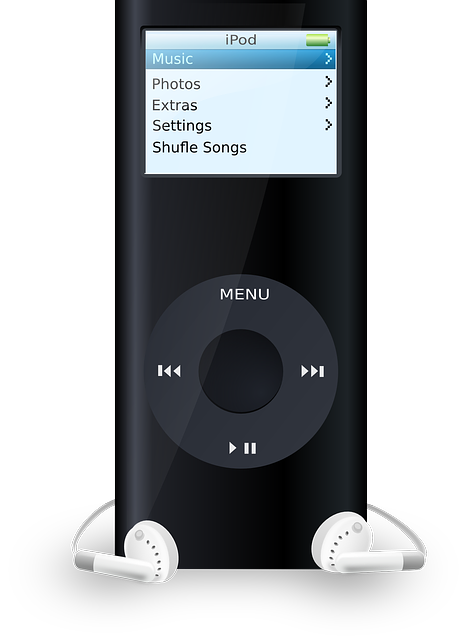 iPod
Music
Photos
Extras
Settings
Shufle Songs
MENU